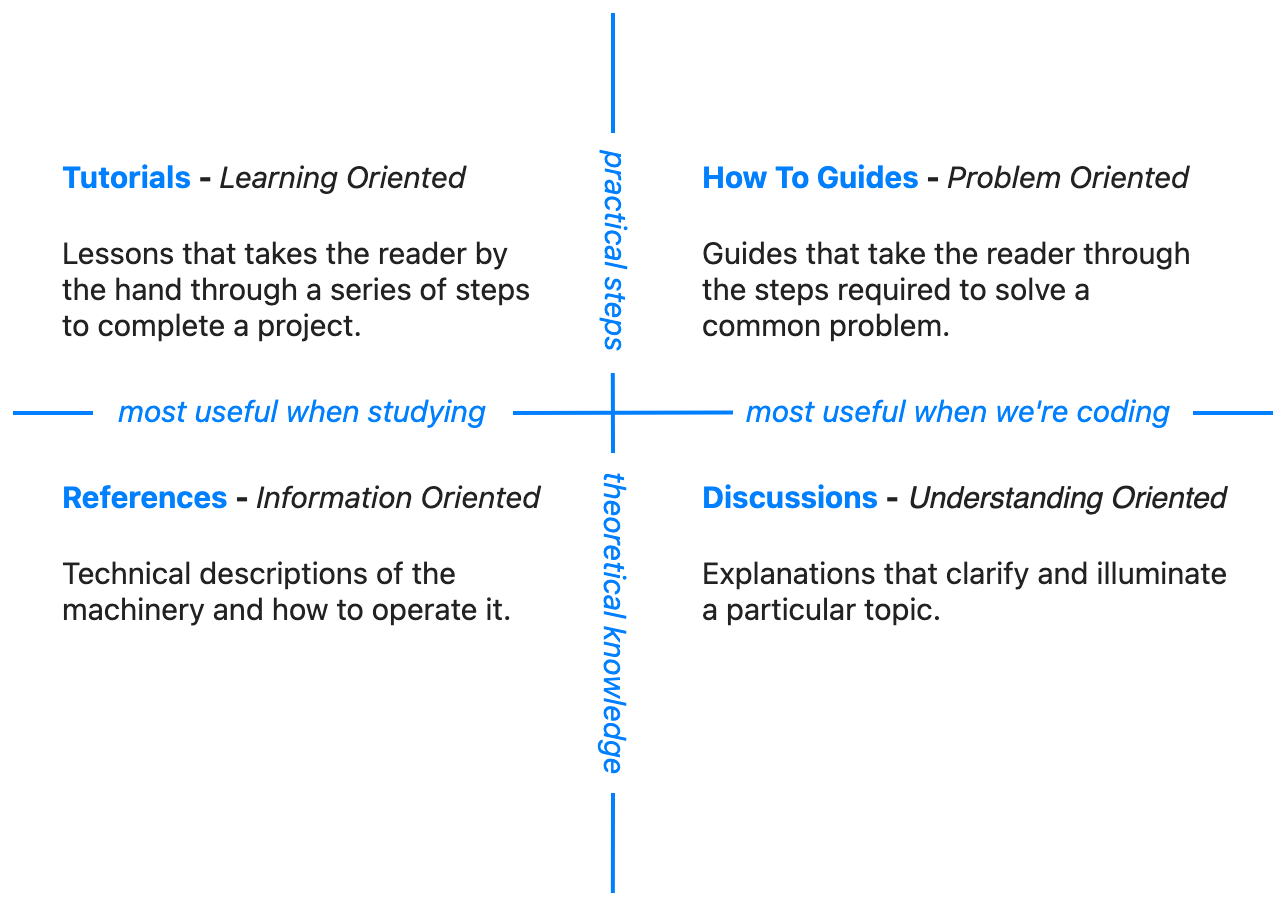 practical steps
Tutorials - Learning Oriented
Lessons that takes the reader by
the hand through a series of steps
to complete a project.
How To Guides - Problem Oriented
Guides that take the reader through
the steps required to solve a
common problem.
most useful when studying
most useful when we're coding
References - Information Oriented
Technical descriptions of the
machinery and how to operate it.
theoretical knowledge
Discussions - Understanding Oriented
Explanations that clarify and illuminate
a particular topic.